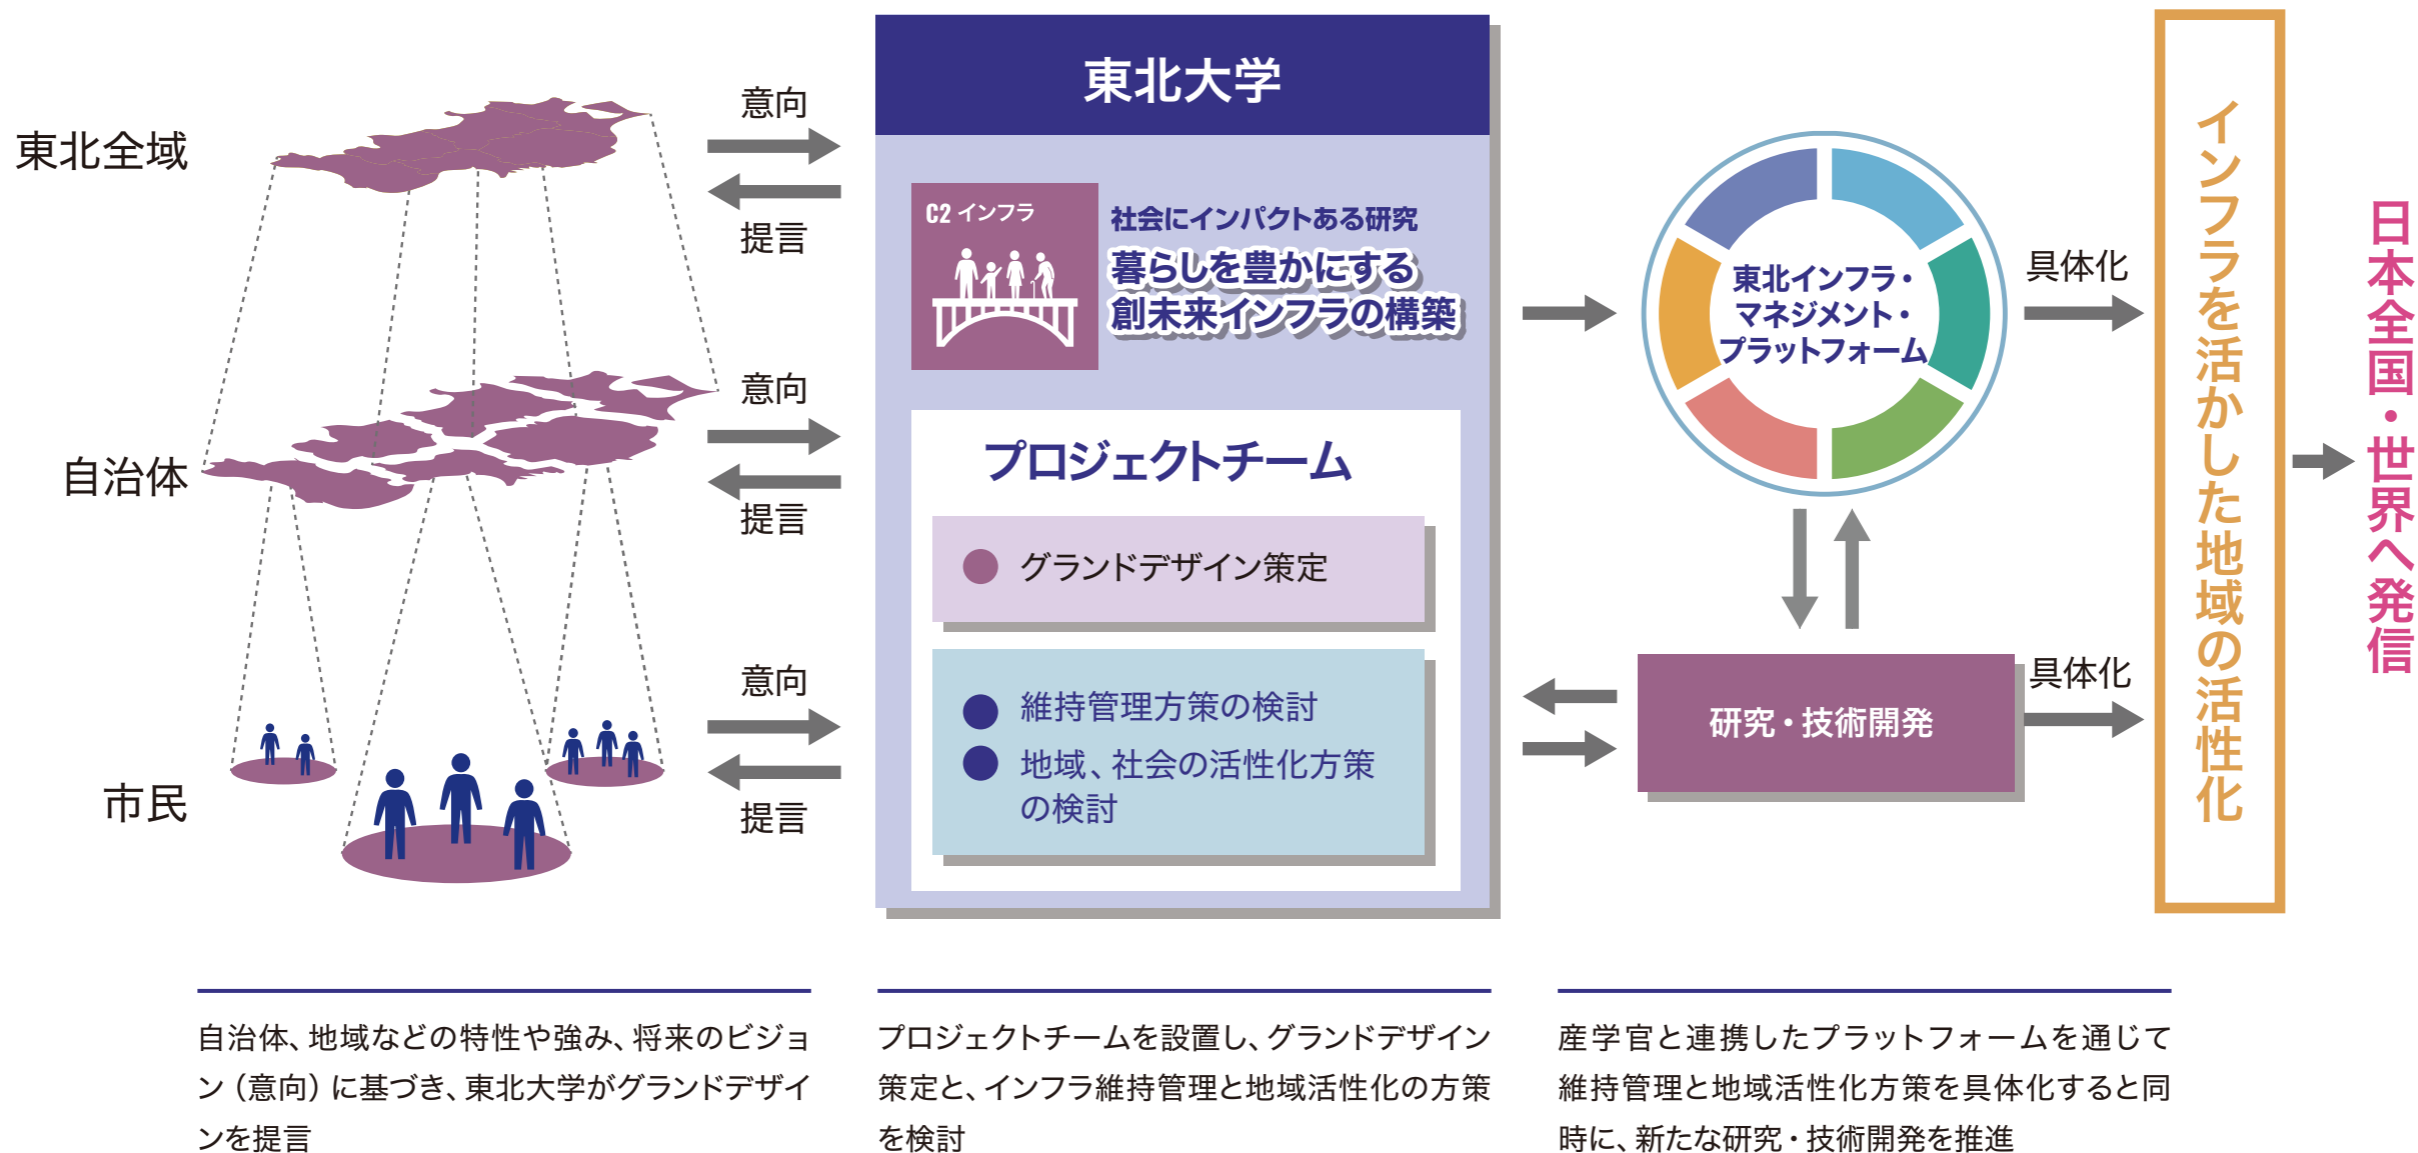 東北全域
自治体
市民
意向
提言
意向
提言
意向
提言
東北大学
C2 インフラ
社会にインパクトある研究
暮らしを豊かにする
創未来インフラの構築
プロジェクトチーム
グランドデザイン策定
維持管理方策の検討
地域、社会の活性化方策
の検討
東北インフラ・
マネジメント・
プラットフォーム
具体化
研究・技術開発
具体化
インフラを活かした地域の活性化
日本全国・世界へ発信
自治体、地域などの特性や強み、将来のビジョ
ン（意向）に基づき、東北大学がグランドデザイ
ンを提言
プロジェクトチームを設置し、グランドデザイン
策定と、インフラ維持管理と地域活性化の方策
を検討
産学官と連携したプラットフォームを通じて
維持管理と地域活性化方策を具体化すると同
時に、新たな研究・技術開発を推進